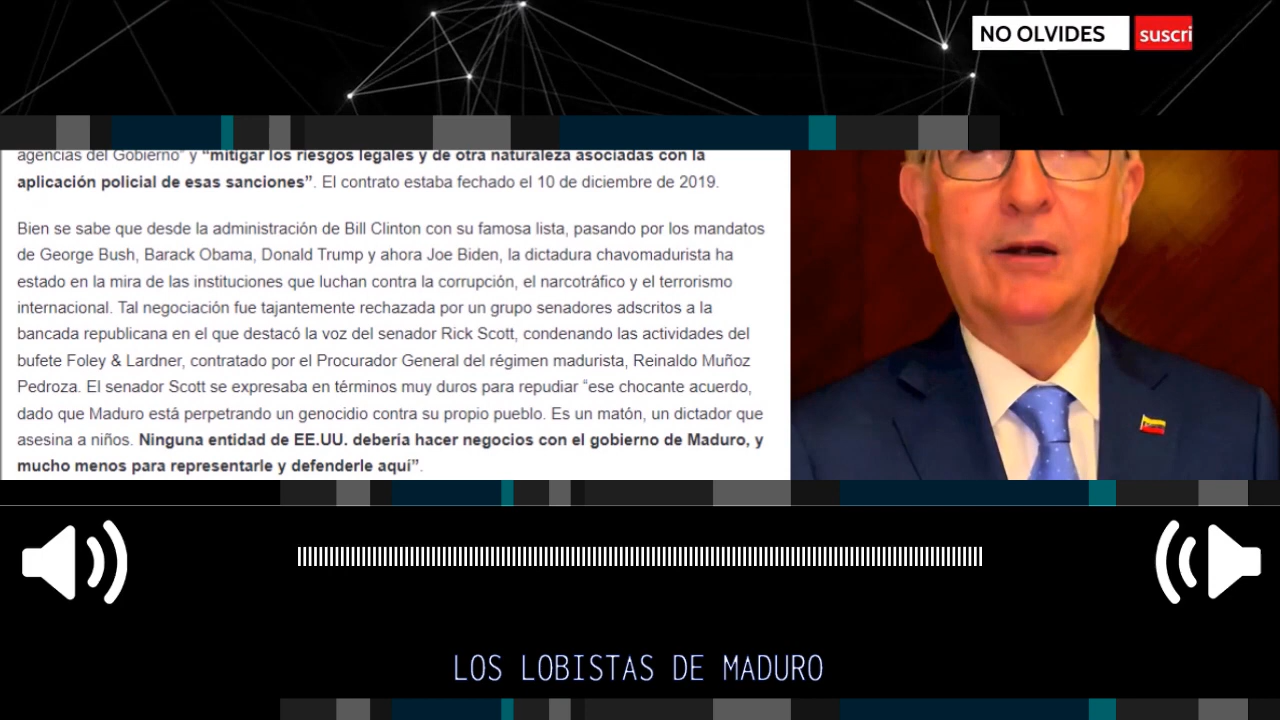 NO OLVIDES suscri
agencias del Gobierno” y “mitigar los riesgos legales y de otra naturaleza asociadas con la
aplicación policial de esas sanciones”. El contrato estaba fechado el 10 de diciembre de 2019.
Bien se sabe que desde la administración de Bill Clinton con su famosa lista, pasando por los mandatos
de George Bush, Barack Obama, Donald Trump y ahora Joe Biden, la dictadura chavomadurista ha
estado en la mira de las instituciones que luchan contra la corrupción, el narcotráfico y el terrorismo
internacional. Tal negociación fue tajantemente rechazada por un grupo senadores adscritos a la
bancada republicana en el que destacó la voz del senador Rick Scott, condenando las actividades del
bufete Foley & Lardner, contratado por el Procurador General del régimen madurista, Reinaldo Muñoz
Pedroza. El senador Scott se expresaba en términos muy duros para repudiar “ese chocante acuerdo,
dado que Maduro está perpetrando un genocidio contra su propio pueblo. Es un matón, un dictador que
asesina a niños. Ninguna entidad de EE.UU. debería hacer negocios con el gobierno de Maduro, y
mucho menos para representarle y defenderle aquí”.
LOS LOBISTAS DE MADURO